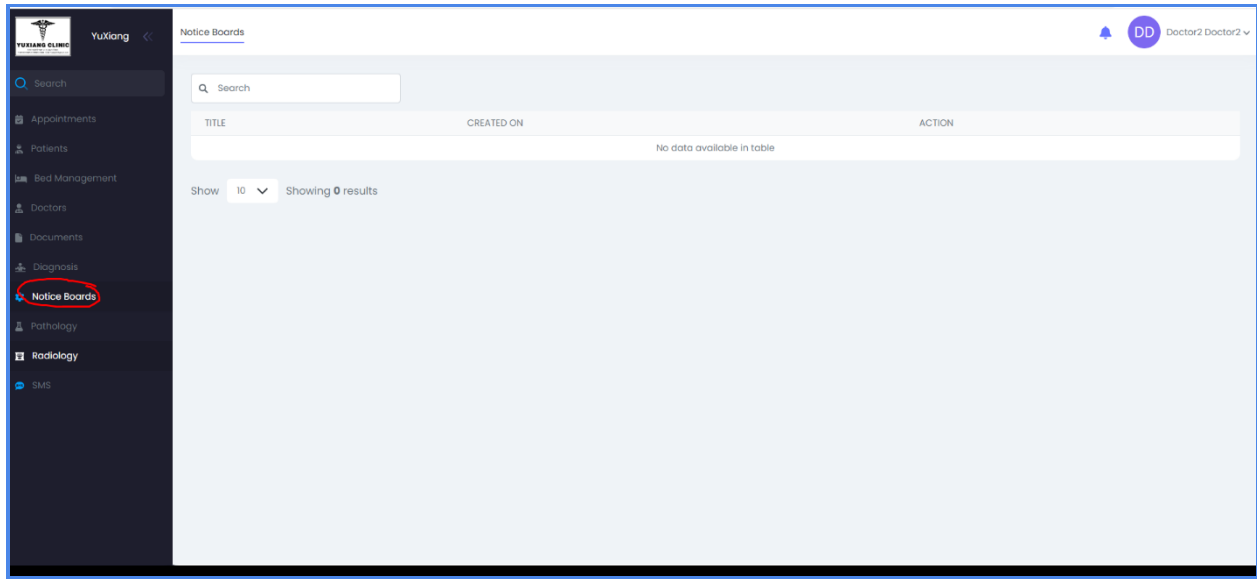 YUXIANG CLINIC
YuXiang
Search
Appointments
Patients
Bed Management
Doctors
Documents
Diagnosis
Notice Boards
Pathology
Radiology
SMS
Notice Boards
DD Doctor2 Doctor2
Search
TITLE CREATED ON ACTION
No data available in table
Show 10 Showing 0 results